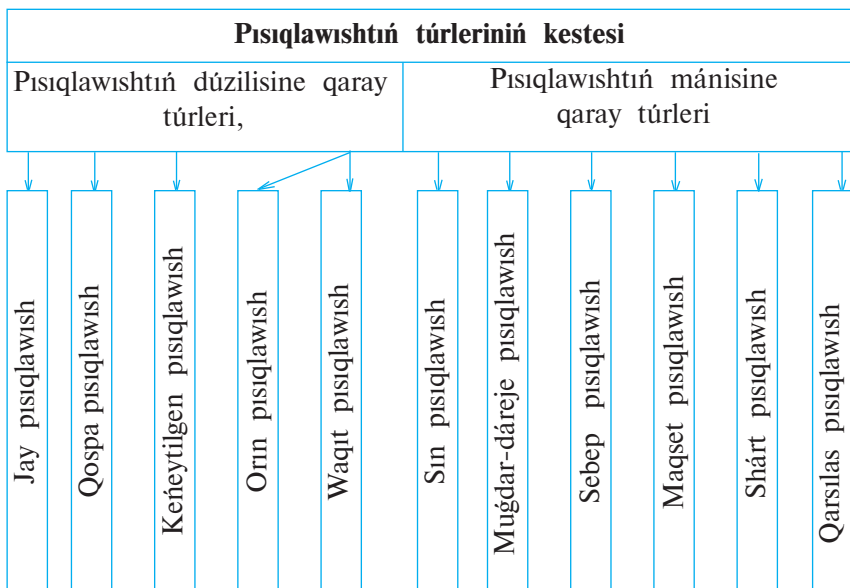 Pısıqlawıshtıń túrleriniń kestesi
Pısıqlawıshtıń dúzilisine qaray
túrleri,
Pısıqlawıshtıń mánisine
qaray túrleri
Jay pısıqlawısh
Qospa pısıqlawısh
Keńeytilgen pısıqlawısh
Orın pısıqlawısh
Waqıt pısıqlawısh
Sın pısıqlawısh
Muǵdar-dáreje pısıqlawısh
Sebep pısıqlawısh
Maqset pısıqlawısh
Shárt pısıqlawısh
Qarsılas pısıqlawısh